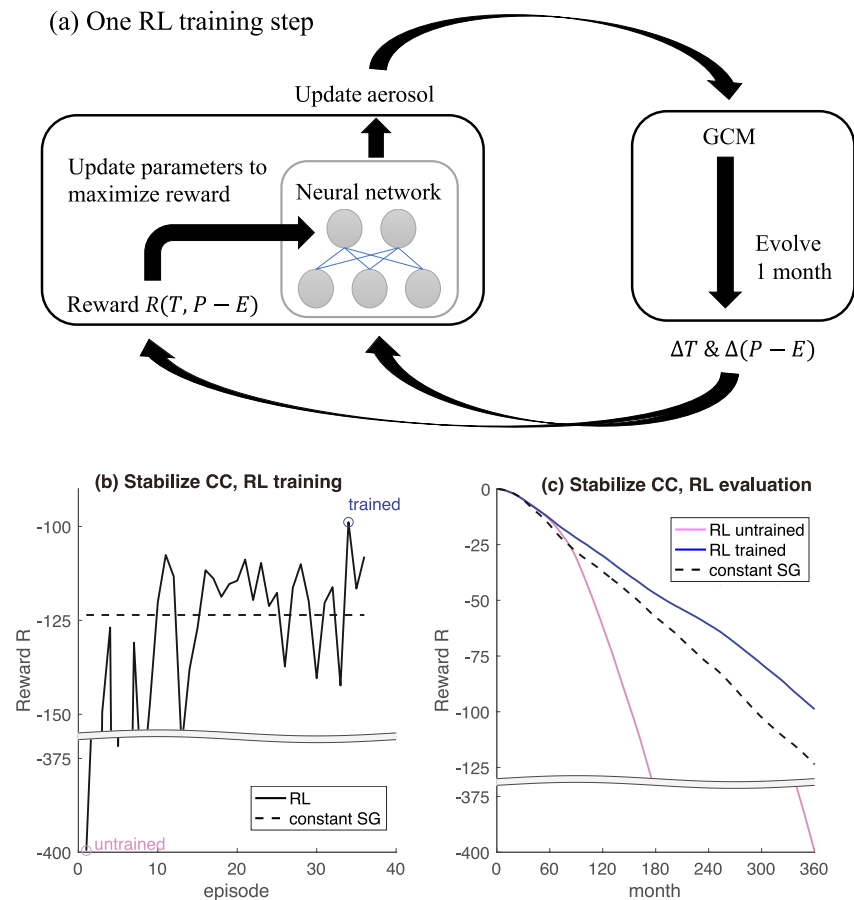 (a) One RL training step
Update aerosol
Update parameters to
maximize reward
Neural network
Reward R(T, P − E)
GCM
Evolve
1 month
ΔT & Δ(P − E)
(b) Stabilize CC, RL training
trained
-100
-125
-150
-375
-400
Reward R
untrained
RL
constant SG
0 10 20 30 40
episode
(c) Stabilize CC, RL evaluation
RL untrained
RL trained
constant SG
0
-25
-50
-75
-100
-125
-375
-400
Reward R
0 60 120 180 240 300 360
month